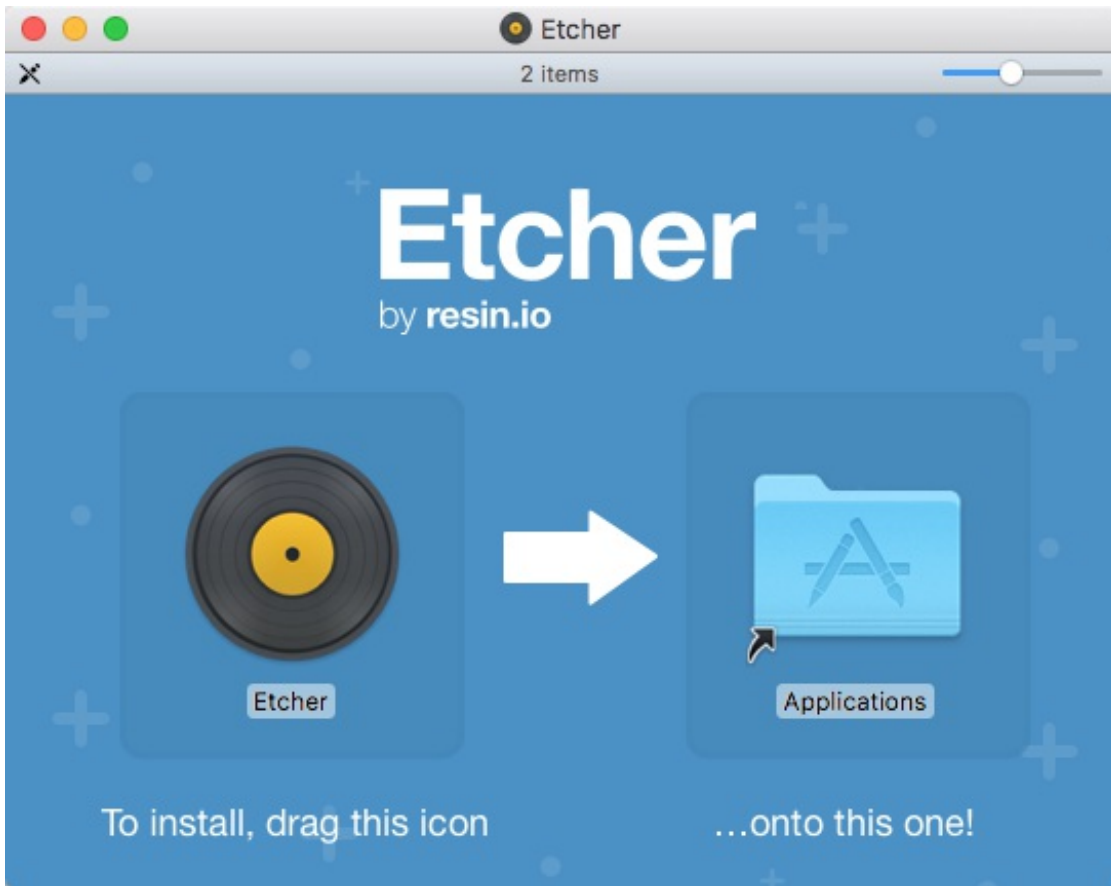 Etcher
2 items
Etcher
by resin.io
Etcher
Applications
To install, drag this icon
...onto this one!